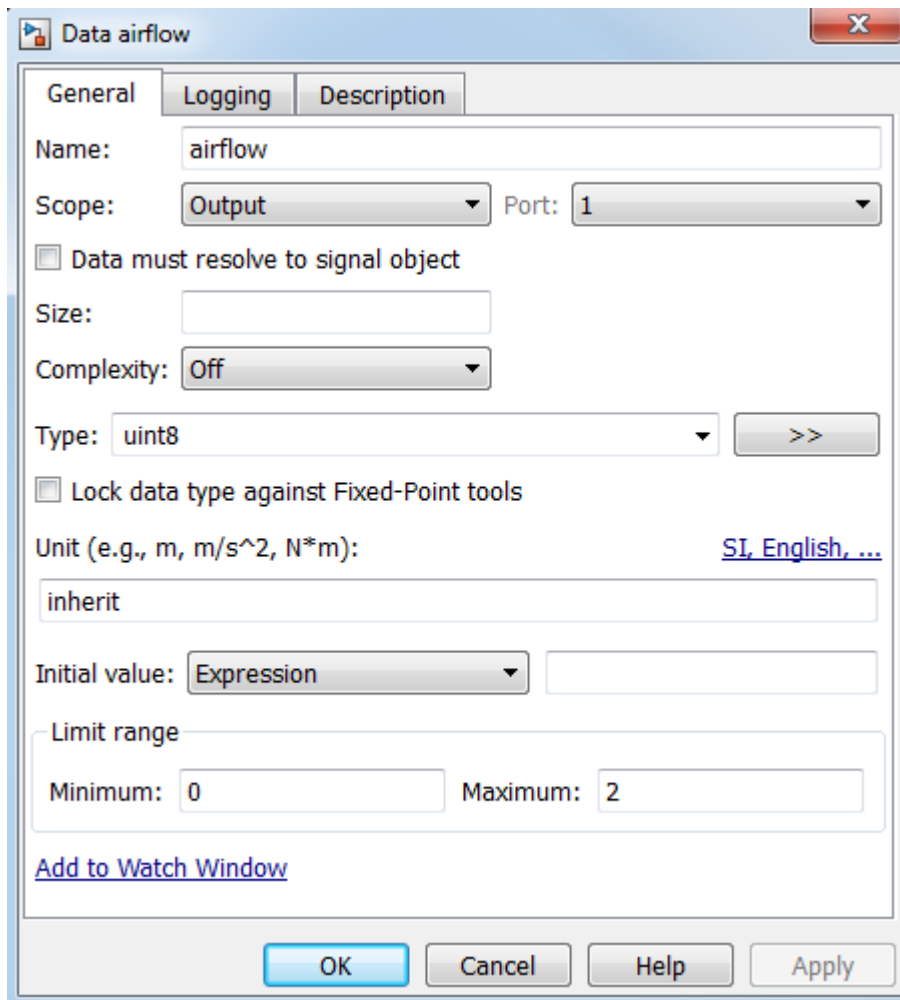 Data airflow
General Logging Description
Name: airflow
Scope: Output Port: 1
Data must resolve to signal object
Size:
Complexity: Off
Type: uint8 >>
Lock data type against Fixed-Point tools
Unit (e.g., m, m/s^2, N*m): SI, English, ...
inherit
Initial value: Expression
Limit range
Minimum: 0 Maximum: 2
Add to Watch Window
OK Cancel Help Apply